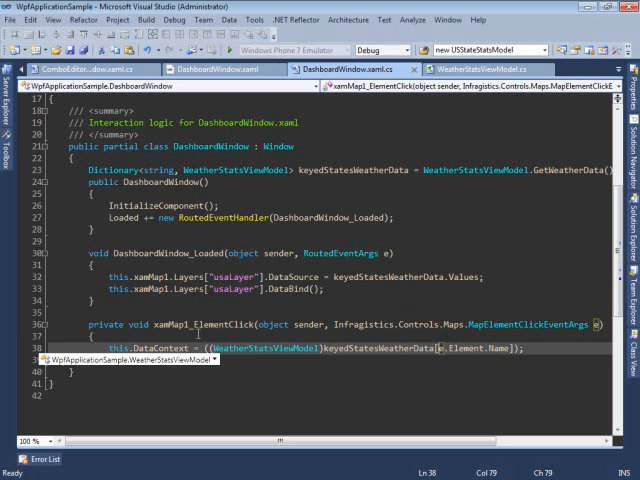 WpfApplicationSample - Microsoft Visual Studio (Administrator)
File Edit View Refactor Project Build Debug Team Data Tools .NET Reflector Architecture Test Analyze Window Help
Windows Phone 7 Emulator Debug new USStateStatsModel
ComboEditor...dow.xaml.cs DashboardWindow.xaml DashboardWindow.xaml.cs WeatherStatsViewModel.cs
WpfApplicationSample.DashboardWindow xamMap1_ElementClick(object sender, Infragistics.Controls.Maps.MapElementClickE
17 {
18 /// <summary>
19 /// Interaction logic for DashboardWindow.xaml
20 /// </summary>
21 public partial class DashboardWindow : Window
22 {
23 Dictionary<string, WeatherStatsViewModel> keyedStatesWeatherData = WeatherStatsViewModel.GetWeatherData()
24 public DashboardWindow()
25 {
26 InitializeComponent();
27 Loaded += new RoutedEventHandler(DashboardWindow_Loaded);
28 }
29
30 void DashboardWindow_Loaded(object sender, RoutedEventArgs e)
31 {
32 this.xamMap1.Layers["usaLayer"].DataSource = keyedStatesWeatherData.Values;
33 this.xamMap1.Layers["usaLayer"].DataBind();
34 }
35
36 private void xamMap1_ElementClick(object sender, Infragistics.Controls.Maps.MapElementClickEventArgs e)
37 {
38 this.DataContext = ((WeatherStatsViewModel)keyedStatesWeatherData[e.Element.Name]);
WpfApplicationSample.WeatherStatsViewModel
40 }
41 }
42
100 %
Error List
Ready Ln 38 Col 79 Ch 79 INS
Server Explorer
Toolbox
Properties
Solution Navigator
Solution Explorer
Team Explorer
Class View